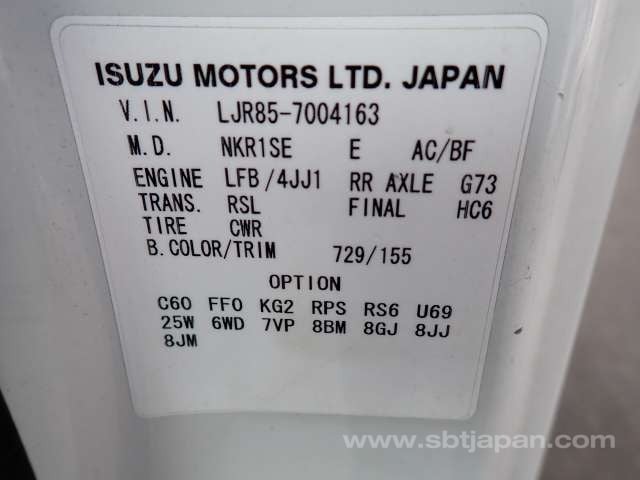 ISUZU MOTORS LTD. JAPAN
V.I.N. LJR85-7004163
M.D. NKR1SE E AC/BF
ENGINE LFB/4JJ1 RR AXLE G73
TRANS. RSL FINAL HC6
TIRE CWR
B.COLOR/TRIM 729/155
OPTION
C60 FF0 KG2 RPS RS6 U69
25W 6WD 7VP 8BM 8GJ 8JJ
8JM
www.sbtjapan.com